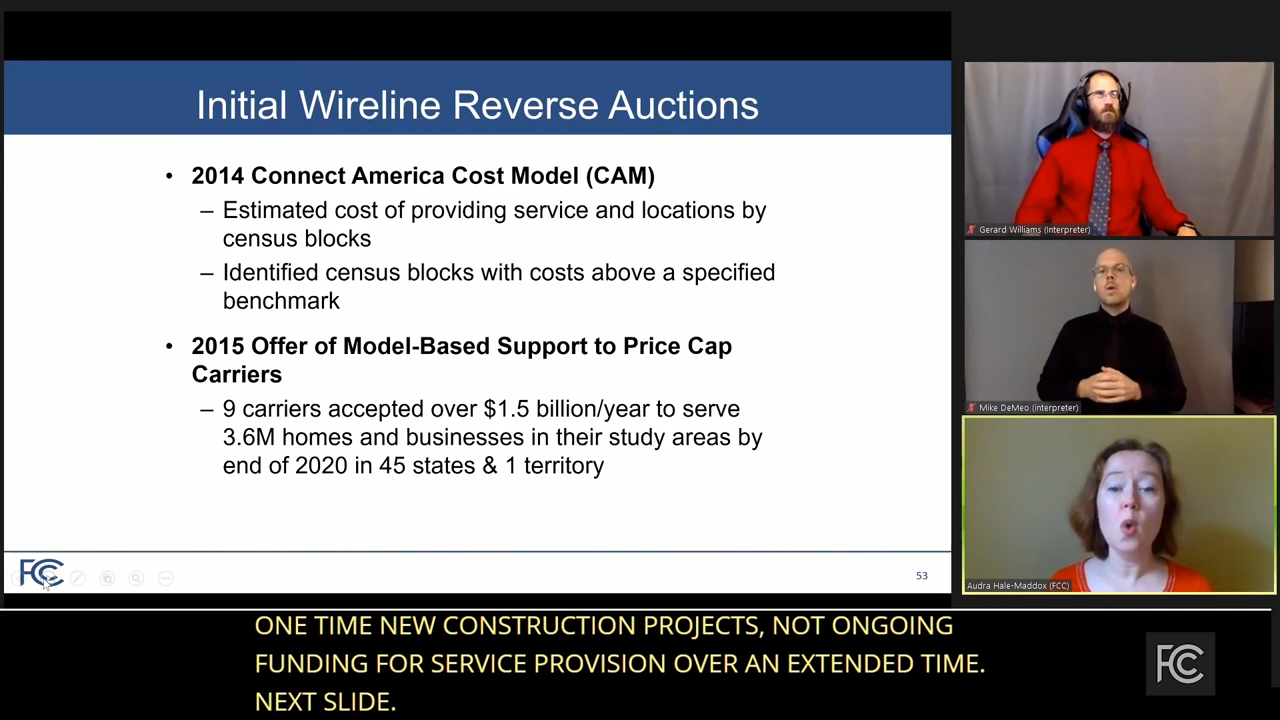 Initial Wireline Reverse Auctions
• 2014 Connect America Cost Model (CAM)
– Estimated cost of providing service and locations by
census blocks
– Identified census blocks with costs above a specified
benchmark
• 2015 Offer of Model-Based Support to Price Cap
Carriers
– 9 carriers accepted over $1.5 billion/year to serve
3.6M homes and businesses in their study areas by
end of 2020 in 45 states & 1 territory
FCC
53
Gerard Williams (Interpreter)
Mike DeMeo (interpreter)
Audra Hale-Maddox (FCC)
ONE TIME NEW CONSTRUCTION PROJECTS, NOT ONGOING
FUNDING FOR SERVICE PROVISION OVER AN EXTENDED TIME.
NEXT SLIDE.
FCC